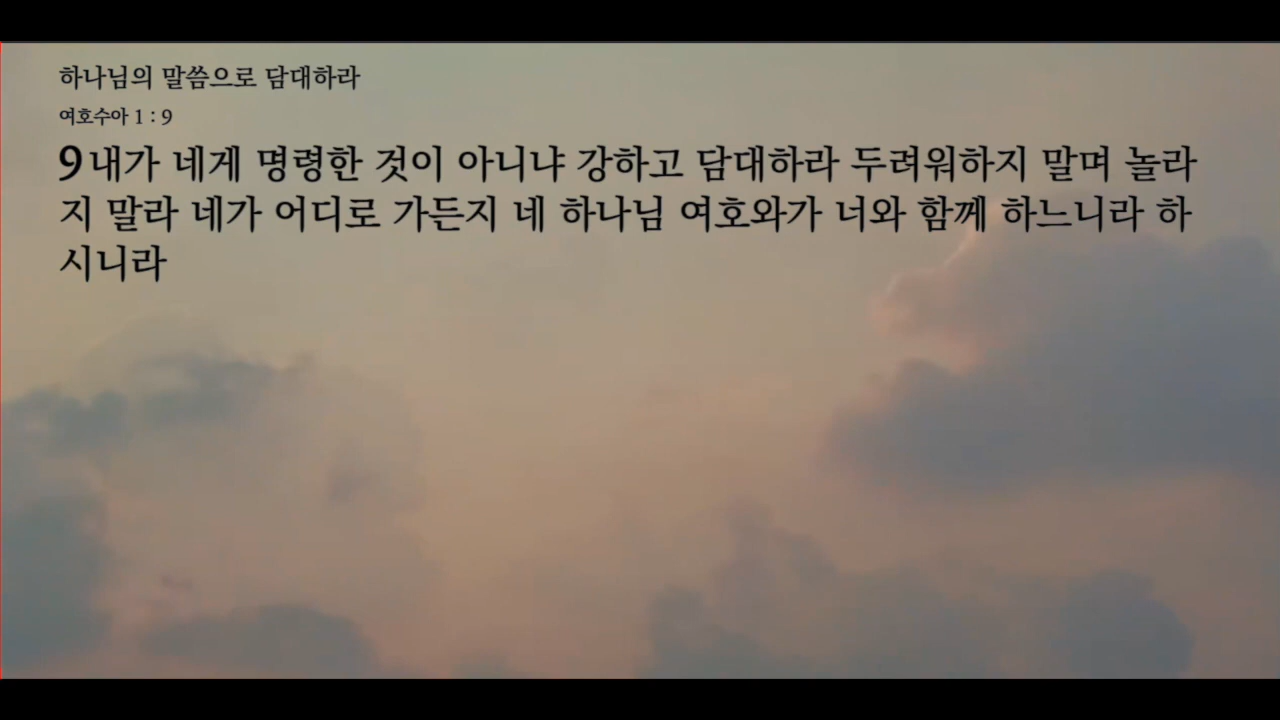 하나님의 말씀으로 담대하라
여호수아 1 : 9
9내가 네게 명령한 것이 아니냐 강하고 담대하라 두려워하지 말며 놀라
지 말라 네가 어디로 가든지 네 하나님 여호와가 너와 함께 하느니라 하
시니라